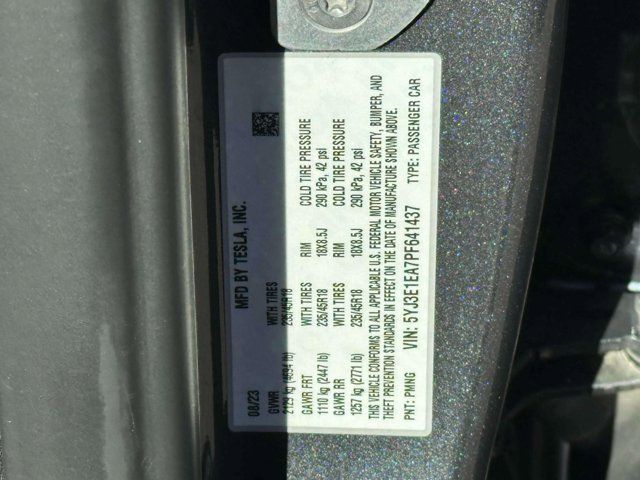 MFD BY TESLA, INC.
08/23
GVWR WITH TIRES
2129 kg (4694 lb) 235/45R18
GAWR FRT WITH TIRES RIM COLD TIRE PRESSURE
1110 kg (2447 lb) 235/45R18 18X8.5J 290 kPa, 42 psi
GAWR RR WITH TIRES RIM COLD TIRE PRESSURE
1257 kg (2771 lb) 235/45R18 18X8.5J 290 kPa, 42 psi
THIS VEHICLE CONFORMS TO ALL APPLICABLE U.S. FEDERAL MOTOR VEHICLE SAFETY, BUMPER, AND
THEFT PREVENTION STANDARDS IN EFFECT ON THE DATE OF MANUFACTURE SHOWN ABOVE.
PNT: PMNG VIN: 5YJ3E1EA7PF641437 TYPE: PASSENGER CAR